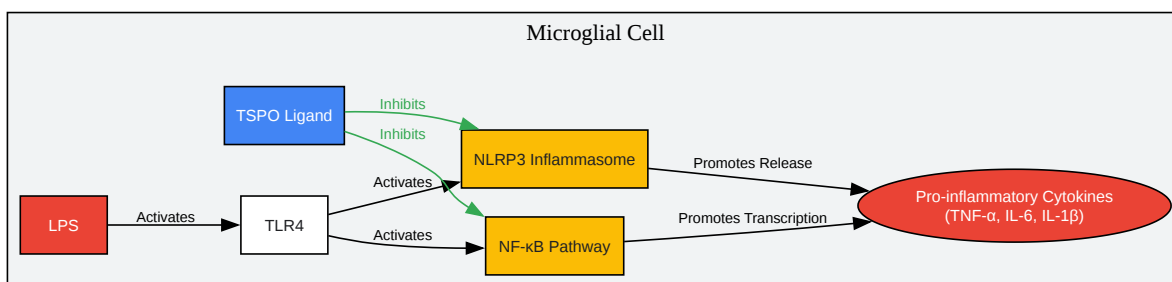 Microglial Cell
TSPO Ligand
Inhibits
Inhibits
NLRP3 Inflammasome
Promotes Release
LPS
Activates
TLR4
Activates
Activates
NF-κB Pathway
Promotes Transcription
Pro-inflammatory Cytokines
(TNF-α, IL-6, IL-1β)